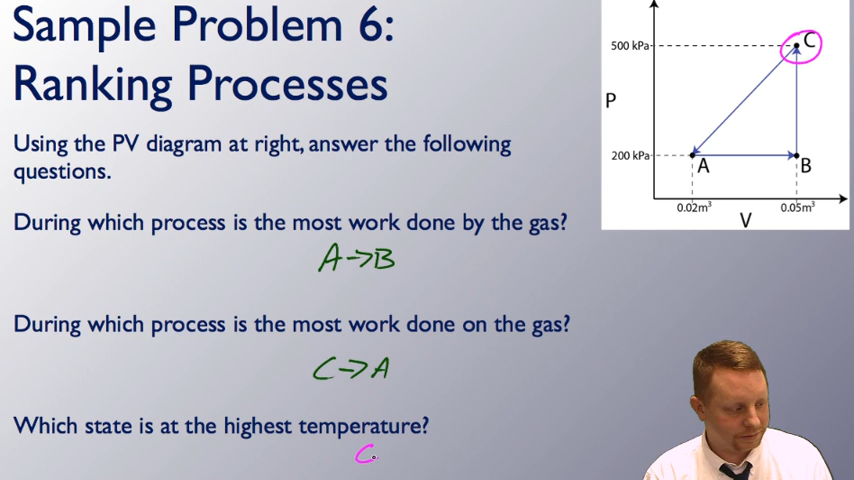 Sample Problem 6:
Ranking Processes
Using the PV diagram at right, answer the following
questions.
During which process is the most work done by the gas?
A→B
During which process is the most work done on the gas?
C→A
Which state is at the highest temperature?
C
500 kPa
C
P
200 kPa
A
B
0.02m³
0.05m³
V